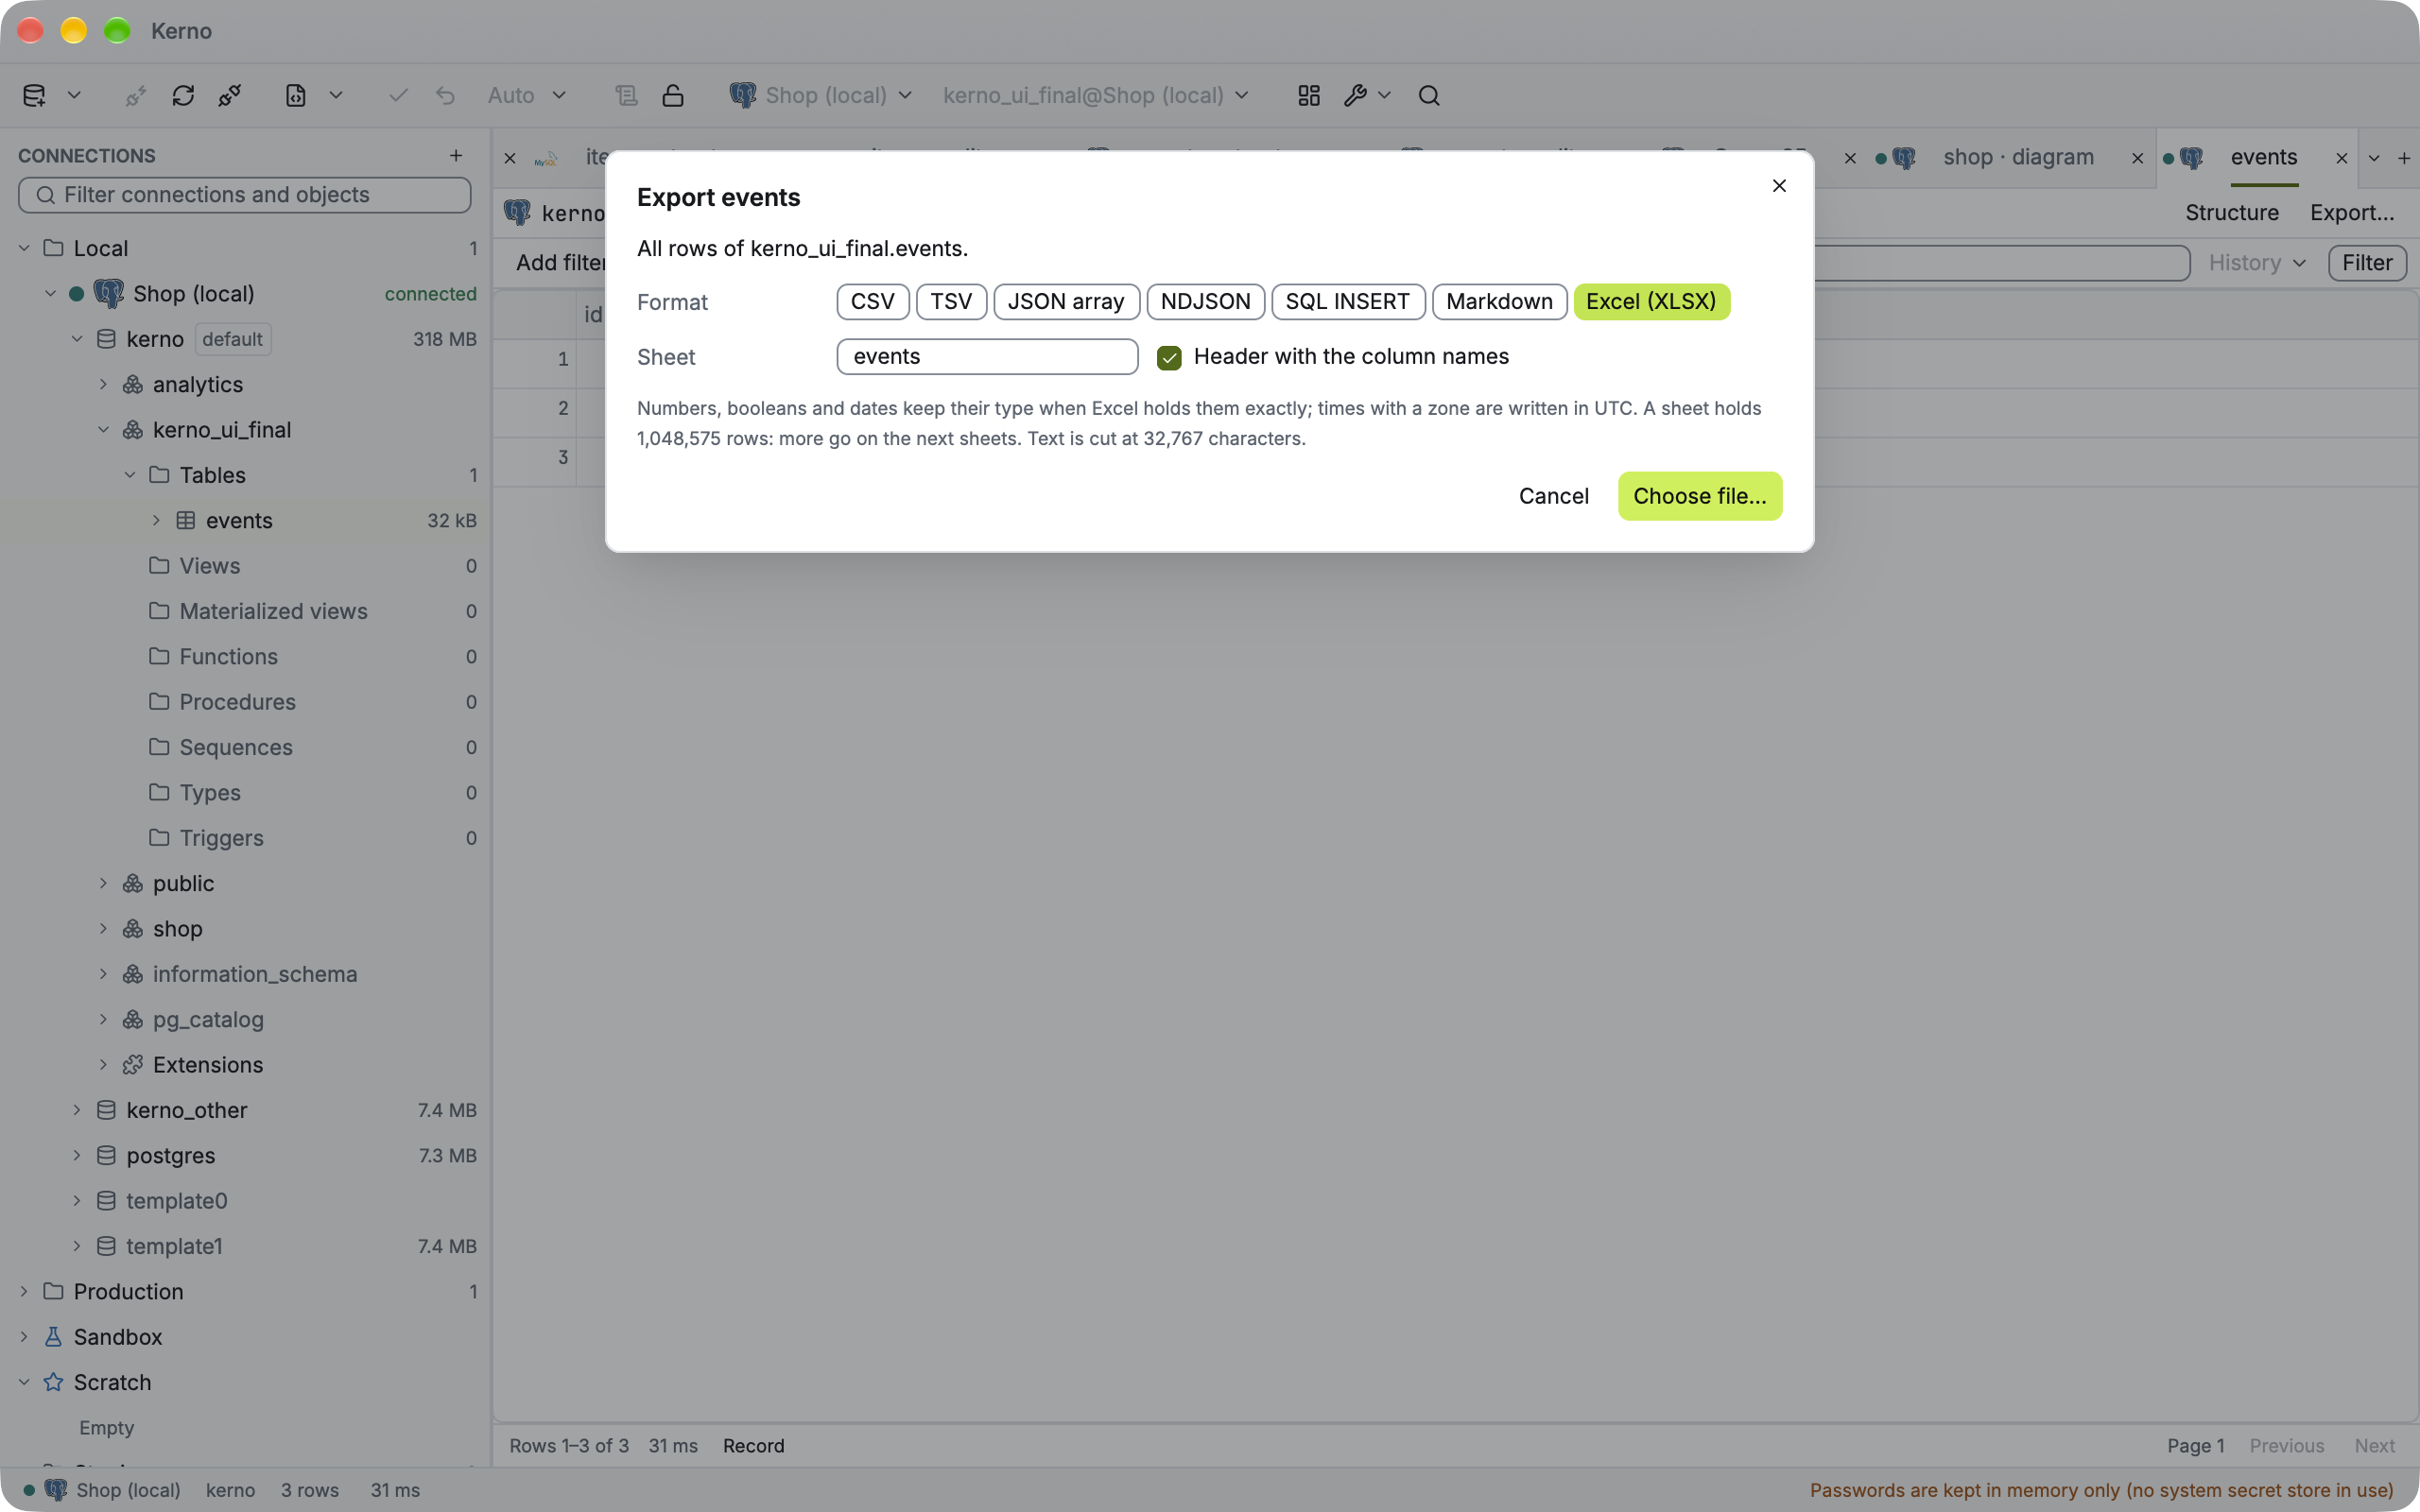 Kerno
Auto
Shop (local)
kerno_ui_final@Shop (local)
CONNECTIONS
Filter connections and objects
Local 1
Shop (local) connected
kerno default 318 MB
analytics
kerno_ui_final
Tables 1
events 32 kB
Views 0
Materialized views 0
Functions 0
Procedures 0
Sequences 0
Types 0
Triggers 0
public
shop
information_schema
pg_catalog
Extensions
kerno_other 7.4 MB
postgres 7.3 MB
template0
template1 7.4 MB
Production 1
Sandbox
Scratch
Empty
MySQL
shop · diagram
events
kerno
Structure
Export...
Add filter
History
Filter
id
1
2
3
Export events
All rows of kerno_ui_final.events.
Format CSV TSV JSON array NDJSON SQL INSERT Markdown Excel (XLSX)
Sheet events Header with the column names
Numbers, booleans and dates keep their type when Excel holds them exactly; times with a zone are written in UTC. A sheet holds
1,048,575 rows: more go on the next sheets. Text is cut at 32,767 characters.
Cancel Choose file...
Rows 1–3 of 3 31 ms Record
Page 1 Previous Next
Shop (local) kerno 3 rows 31 ms
Passwords are kept in memory only (no system secret store in use)